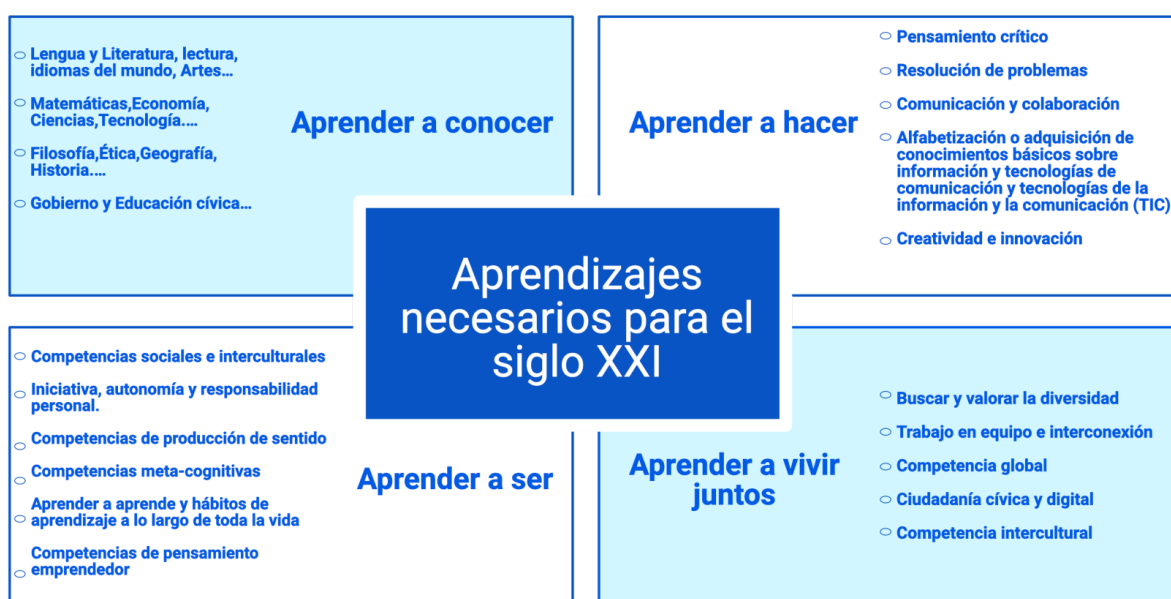 Lengua y Literatura, lectura,
idiomas del mundo, Artes...
Matemáticas,Economía,
Ciencias,Tecnología....
Filosofía,Ética,Geografía,
Historia....
Gobierno y Educación cívica...
Aprender a conocer
Aprender a hacer
Pensamiento crítico
Resolución de problemas
Comunicación y colaboración
Alfabetización o adquisición de
conocimientos básicos sobre
información y tecnologías de
comunicación y tecnologías de la
información y la comunicación (TIC)
Creatividad e innovación
Aprendizajes
necesarios para el
siglo XXI
Competencias sociales e interculturales
Iniciativa, autonomía y responsabilidad
personal.
Competencias de producción de sentido
Competencias meta-cognitivas
Aprender a aprende y hábitos de
aprendizaje a lo largo de toda la vida
Competencias de pensamiento
emprendedor
Aprender a ser
Aprender a vivir
juntos
Buscar y valorar la diversidad
Trabajo en equipo e interconexión
Competencia global
Ciudadanía cívica y digital
Competencia intercultural